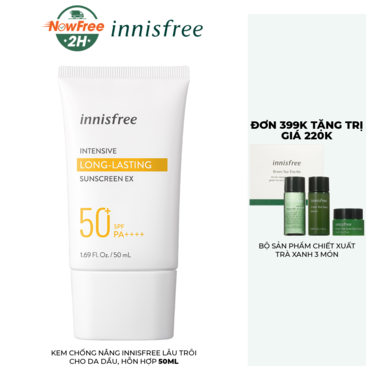 NowFree
2H
innisfree
innisfree
INTENSIVE
LONG-LASTING
SUNSCREEN EX
50+ SPF
PA++++
1.69 Fl. Oz. / 50 mL
KEM CHỐNG NẮNG INNISFREE LÂU TRÔI
CHO DA DẦU, HỖN HỢP 50ML
ĐƠN 399K TẶNG TRỊ
GIÁ 220K
innisfree
BỘ SẢN PHẨM CHIẾT XUẤT
TRÀ XANH 3 MÓN